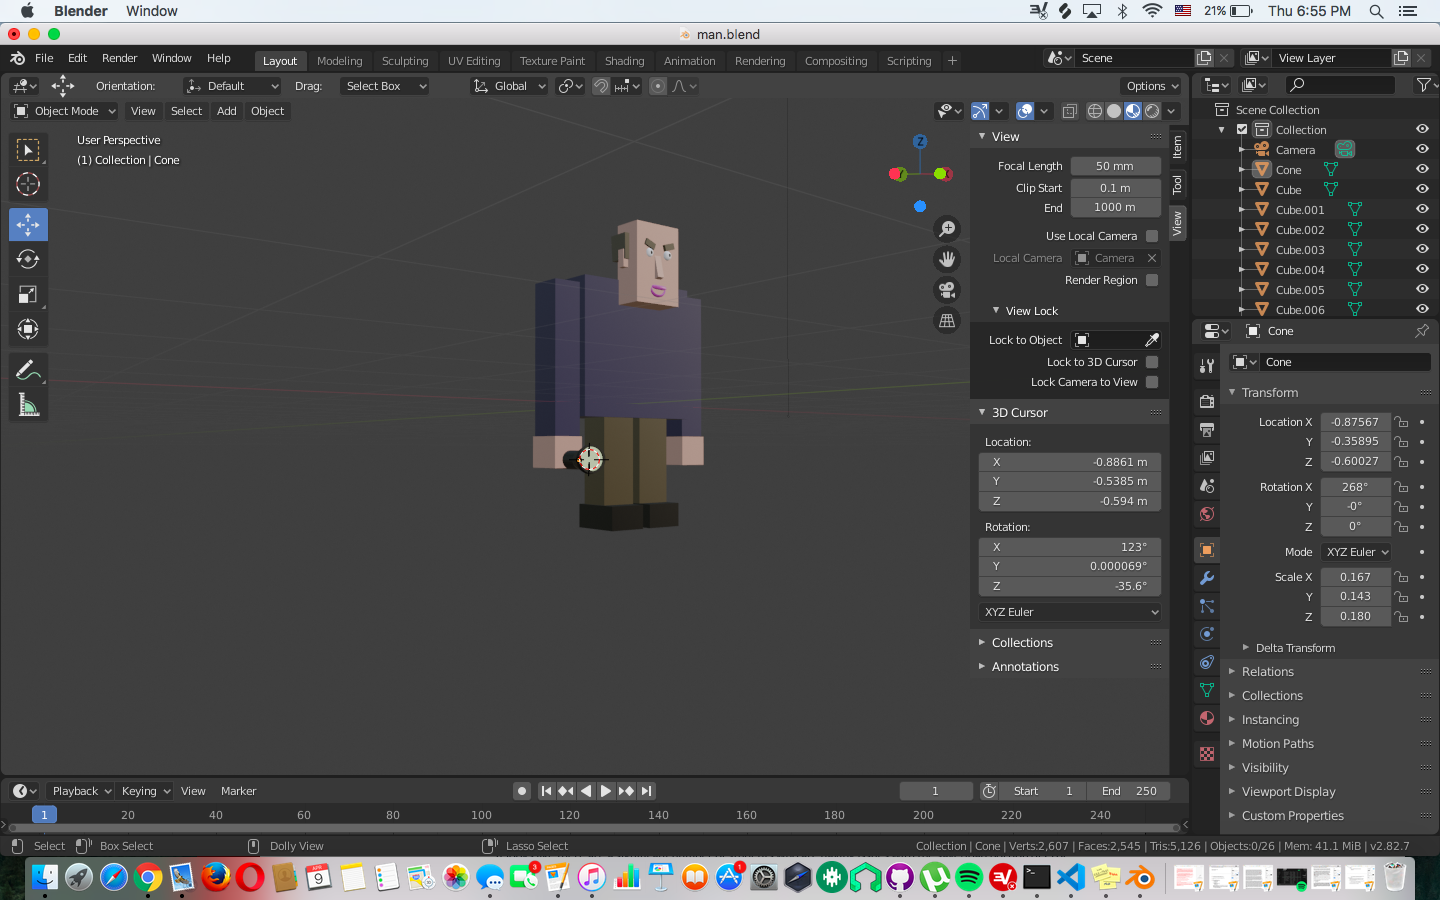 Blender Window 21% Thu 6:55 PM
man.blend
File Edit Render Window Help Layout Modeling Sculpting UV Editing Texture Paint Shading Animation Rendering Compositing Scripting + Scene View Layer
Orientation: Default Drag: Select Box Global Options
Object Mode View Select Add Object
User Perspective
(1) Collection | Cone
Z
View
Focal Length 50 mm
Clip Start 0.1 m
End 1000 m
Use Local Camera
Local Camera Camera
Render Region
View Lock
Lock to Object
Lock to 3D Cursor
Lock Camera to View
3D Cursor
Location:
X -0.8861 m
Y -0.5385 m
Z -0.594 m
Rotation:
X 123°
Y 0.000069°
Z -35.6°
XYZ Euler
Collections
Annotations
Item
Tool
View
Scene Collection
Collection
Camera
Cone
Cube
Cube.001
Cube.002
Cube.003
Cube.004
Cube.005
Cube.006
Cone
Cone
Transform
Location X -0.87567
Y -0.35895
Z -0.60027
Rotation X 268°
Y -0°
Z 0°
Mode XYZ Euler
Scale X 0.167
Y 0.143
Z 0.180
Delta Transform
Relations
Collections
Instancing
Motion Paths
Visibility
Viewport Display
Custom Properties
Playback Keying View Marker 1 Start 1 End 250
1 20 40 60 80 100 120 140 160 180 200 220 240
Select Box Select Dolly View Lasso Select Collection | Cone | Verts:2,607 | Faces:2,545 | Tris:5,126 | Objects:0/26 | Mem: 41.1 MiB | v2.82.7
9
3
1